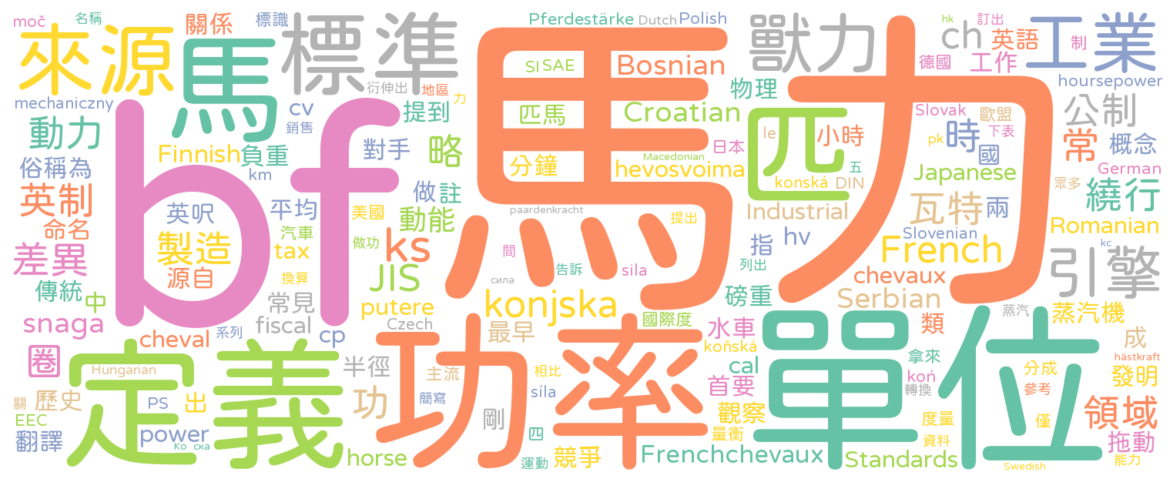 moč
名稱
來源
關係
標識
馬
標準
衍伸出
地區
力
Pferdestärke
Dutch
Polish
SI
SAE
Bosnian
馬力
獸力
hk
訂出
ch
英語
德國
工作
制
工業
hoursepower
mechaniczny
動力
cv
銷售
提到
匹馬
Croatian
物理
匹
le
小時
Slovak
歐盟
pk
下表
時
國
公制
常
概念
俗稱為
Finnish
負重
km
對手
略
分鐘
hevosvoima
日本
Macedonian
konská
五
DIN
Japanese
German
眾多
繞行
英制
命名
bf
英呎
平均
做
註
動能
美國
汽車
做功
paardenkracht
提出
Industrial
瓦特
兩
Slovenian
Romanian
kc
差異
製造
源自
tax
換算
ks
JIS
間
告訴
сила
sila
指
hv
列出
French
chevaux
引擎
傳統
中
常見
putere
konjska
磅重
Serbian
snaga
fiscal
cp
Czech
最早
國際度
水車
類
蒸汽
蒸汽機
cheval
系列
końská
cal
拿來
成
圈
Hungarian
定義
半徑
主流
功率
相比
síla
首要
單位
koń
轉換
分成
參考
hästkraft
發明
關
歷史
PS
出
功
簡寫
剛
觀察
量衡
度量
僅
領域
EEC
翻譯
power
horse
四
運動
競爭
Frenchchevaux
資料
Standards
拖動
能力
Swedish